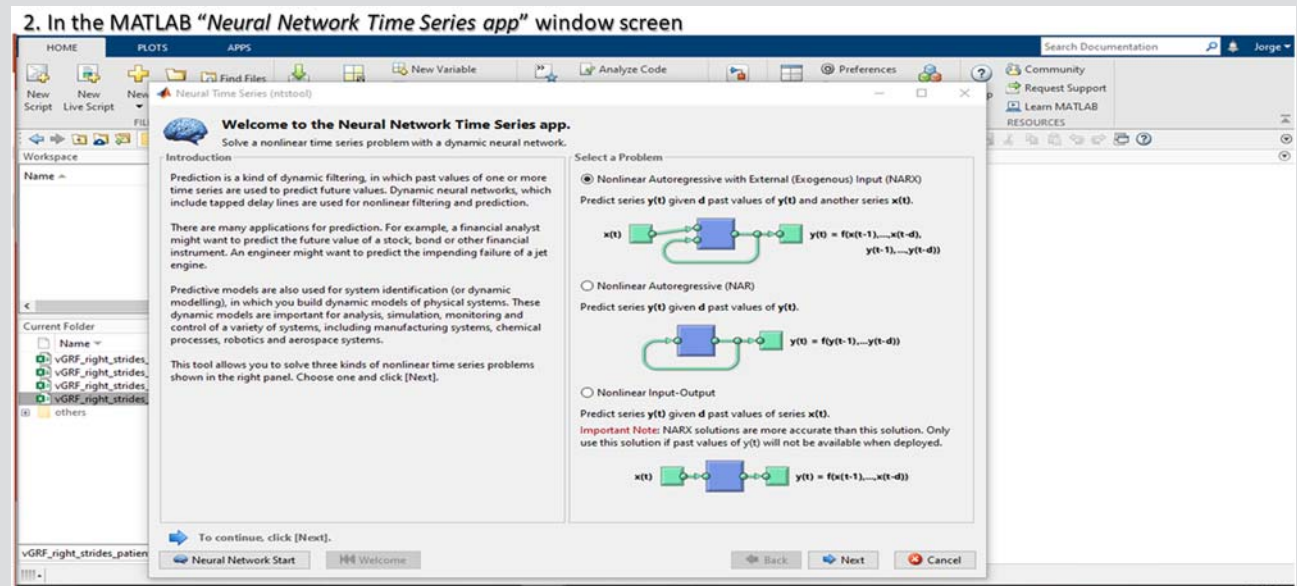 2. In the MATLAB “Neural Network Time Series app” window screen
HOME PLOTS APPS Search Documentation Jorge
New Script
New Live Script
New
Find Files
New Variable
Analyze Code
Preferences
Community
Request Support
Learn MATLAB
RESOURCES
FIL
Workspace
Name
Current Folder
Name
vGRF_right_strides_
vGRF_right_strides_
vGRF_right_strides_
vGRF_right_strides_
others
vGRF_right_strides_patien
Neural Time Series (ntstool)
Welcome to the Neural Network Time Series app.
Solve a nonlinear time series problem with a dynamic neural network.
Introduction
Prediction is a kind of dynamic filtering, in which past values of one or more
time series are used to predict future values. Dynamic neural networks, which
include tapped delay lines are used for nonlinear filtering and prediction.
There are many applications for prediction. For example, a financial analyst
might want to predict the future value of a stock, bond or other financial
instrument. An engineer might want to predict the impending failure of a jet
engine.
Predictive models are also used for system identification (or dynamic
modelling), in which you build dynamic models of physical systems. These
dynamic models are important for analysis, simulation, monitoring and
control of a variety of systems, including manufacturing systems, chemical
processes, robotics and aerospace systems.
This tool allows you to solve three kinds of nonlinear time series problems
shown in the right panel. Choose one and click [Next].
Select a Problem
Nonlinear Autoregressive with External (Exogenous) Input (NARX)
Predict series y(t) given d past values of y(t) and another series x(t).
x(t) y(t) = f(x(t-1),...,x(t-d),
y(t-1),...,y(t-d))
Nonlinear Autoregressive (NAR)
Predict series y(t) given d past values of y(t).
y(t) = f(y(t-1),...y(t-d))
Nonlinear Input-Output
Predict series y(t) given d past values of series x(t).
Important Note: NARX solutions are more accurate than this solution. Only
use this solution if past values of y(t) will not be available when deployed.
x(t) y(t) = f(x(t-1),...,x(t-d))
To continue, click [Next].
Neural Network Start Welcome Back Next Cancel